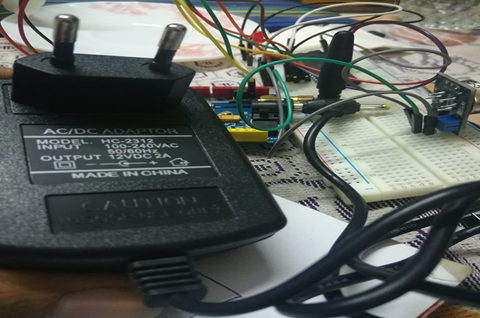 AC/DC ADAPTOR
MODEL: HC-2312
INPUT 100-240VAC
50/60Hz
OUTPUT 12VDC 2A
MADE IN CHINA
CAUTION